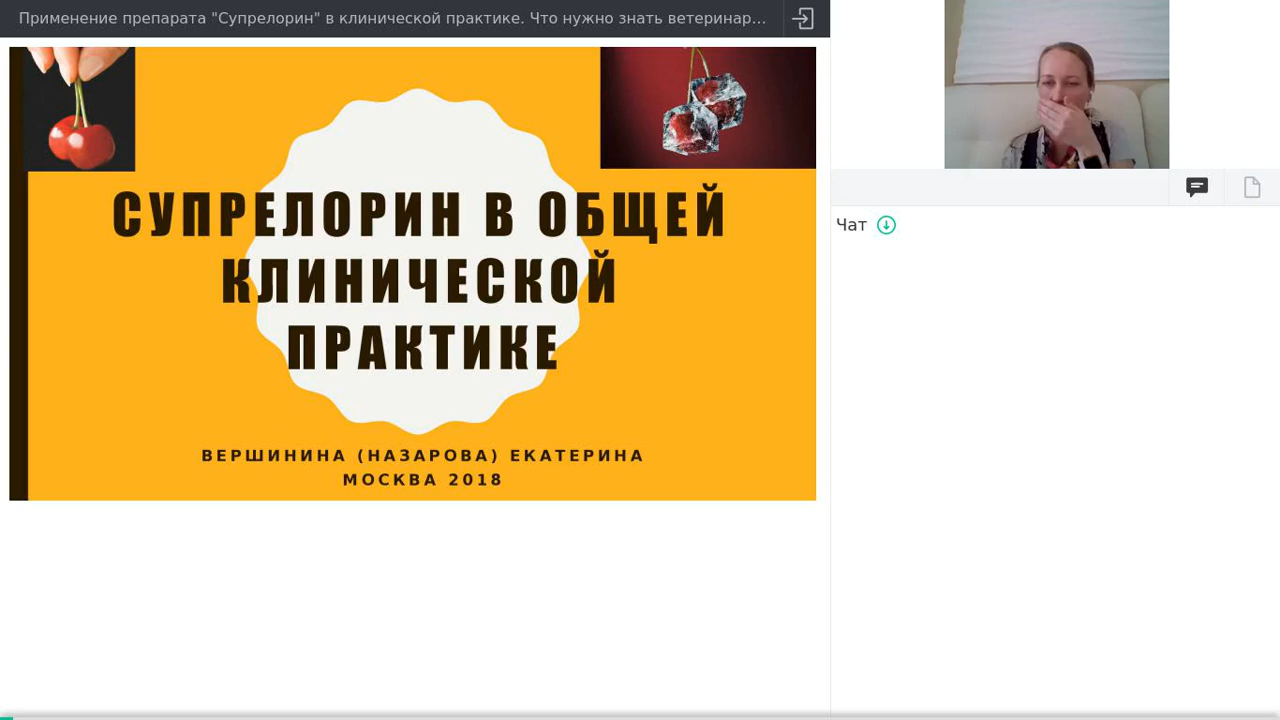 Применение препарата "Супрелорин" в клинической практике. Что нужно знать ветеринар...
СУПРЕЛОРИН В ОБЩЕЙ
КЛИНИЧЕСКОЙ
ПРАКТИКЕ
ВЕРШИНИНА (НАЗАРОВА) ЕКАТЕРИНА
МОСКВА 2018
Чат